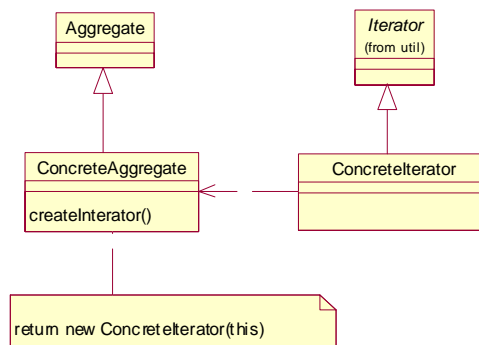 Aggregate
Iterator
(from util)
ConcreteAggregate
createInterator()
ConcreteIterator
return new ConcreteIterator(this)